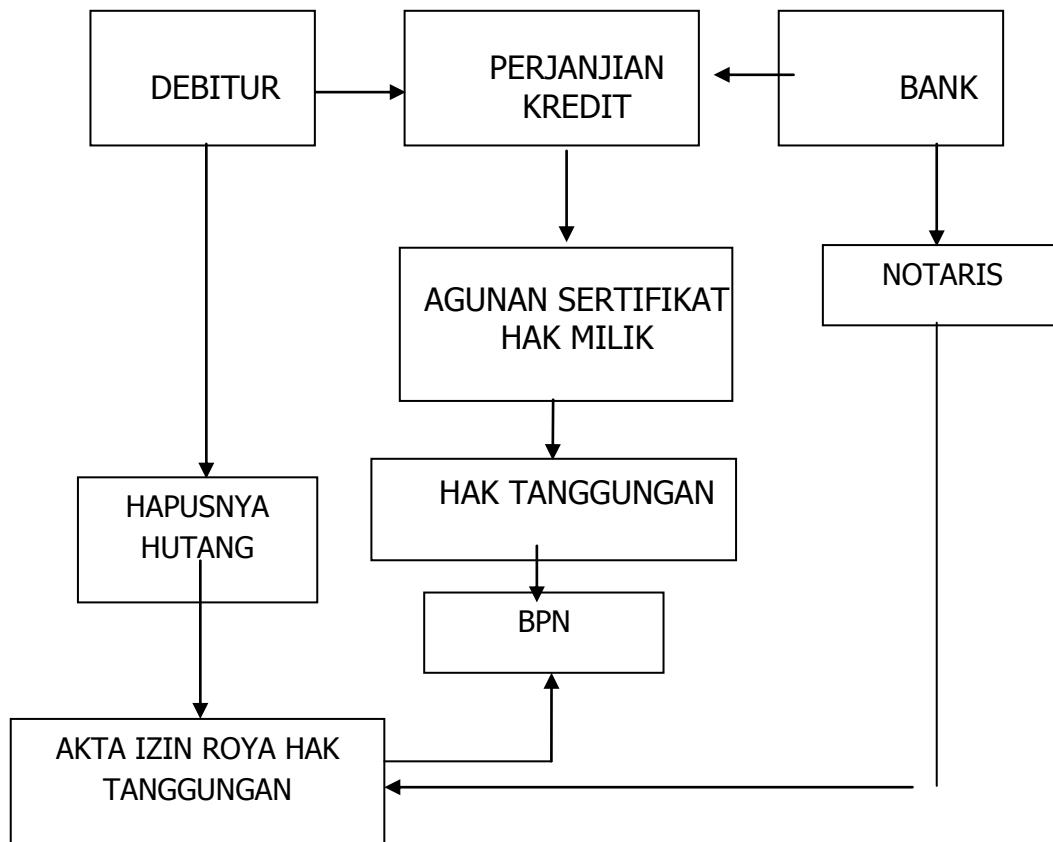 DEBITUR
PERJANJIAN
KREDIT
BANK
NOTARIS
AGUNAN SERTIFIKAT
HAK MILIK
HAK TANGGUNGAN
HAPUSNYA
HUTANG
BPN
AKTA IZIN ROYA HAK
TANGGUNGAN